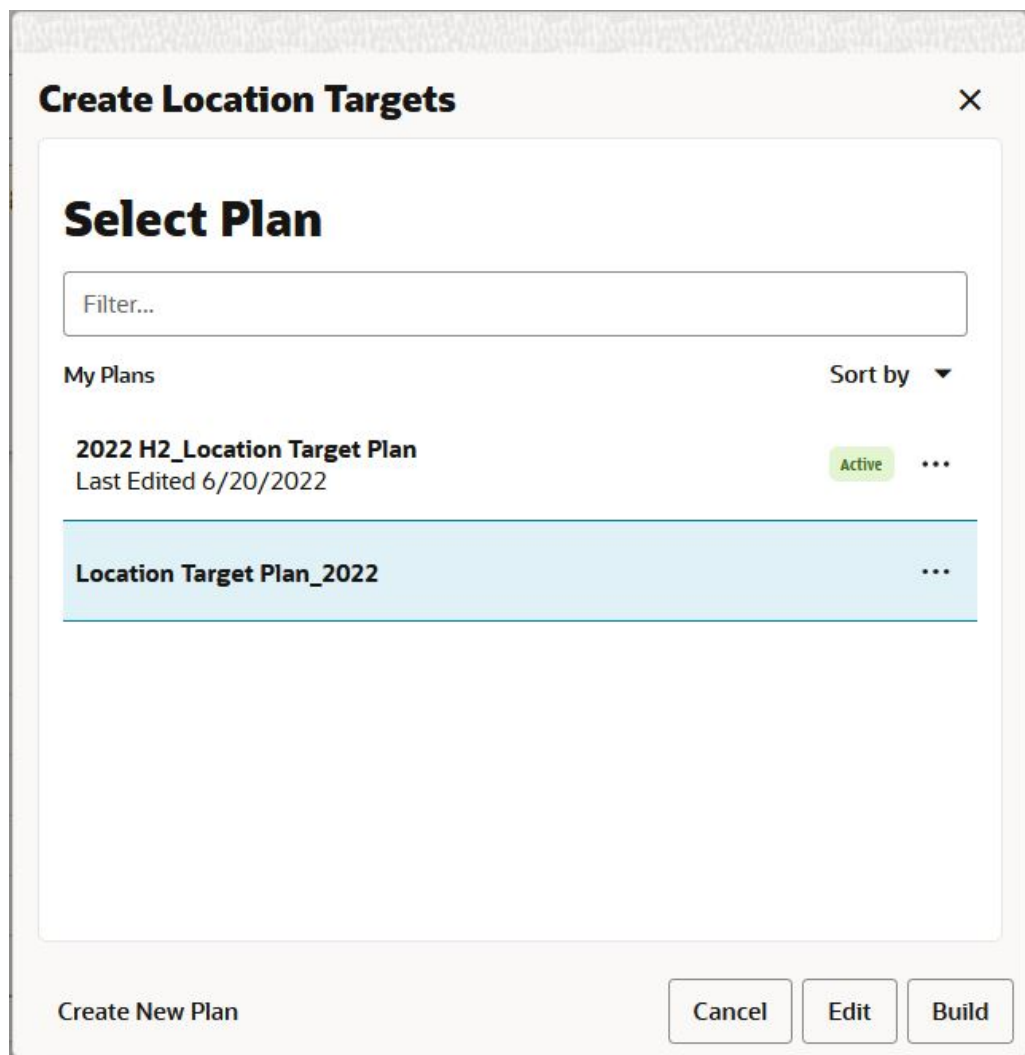 Create Location Targets
Select Plan
Filter...
My Plans
Sort by
2022 H2_Location Target Plan
Last Edited 6/20/2022
Active
Location Target Plan_2022
Create New Plan
Cancel
Edit
Build